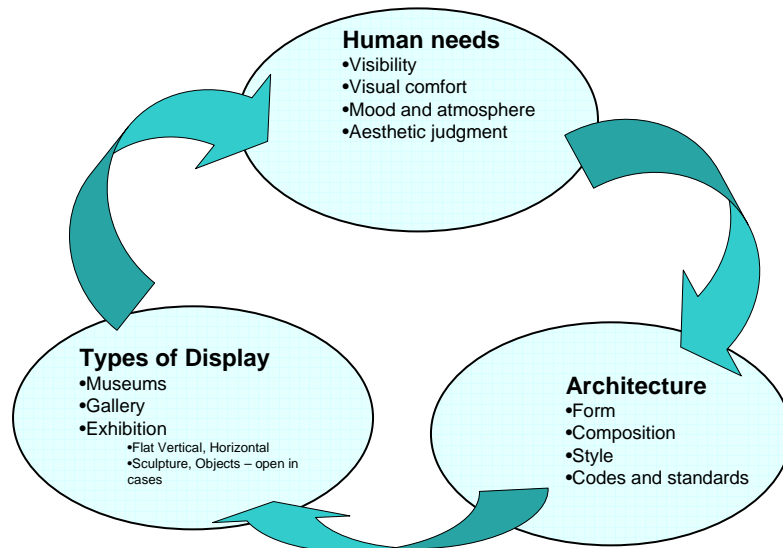 Human needs
•Visibility
•Visual comfort
•Mood and atmosphere
•Aesthetic judgment
Types of Display
•Museums
•Gallery
•Exhibition
•Flat Vertical, Horizontal
•Sculpture, Objects – open in
cases
Architecture
•Form
•Composition
•Style
•Codes and standards